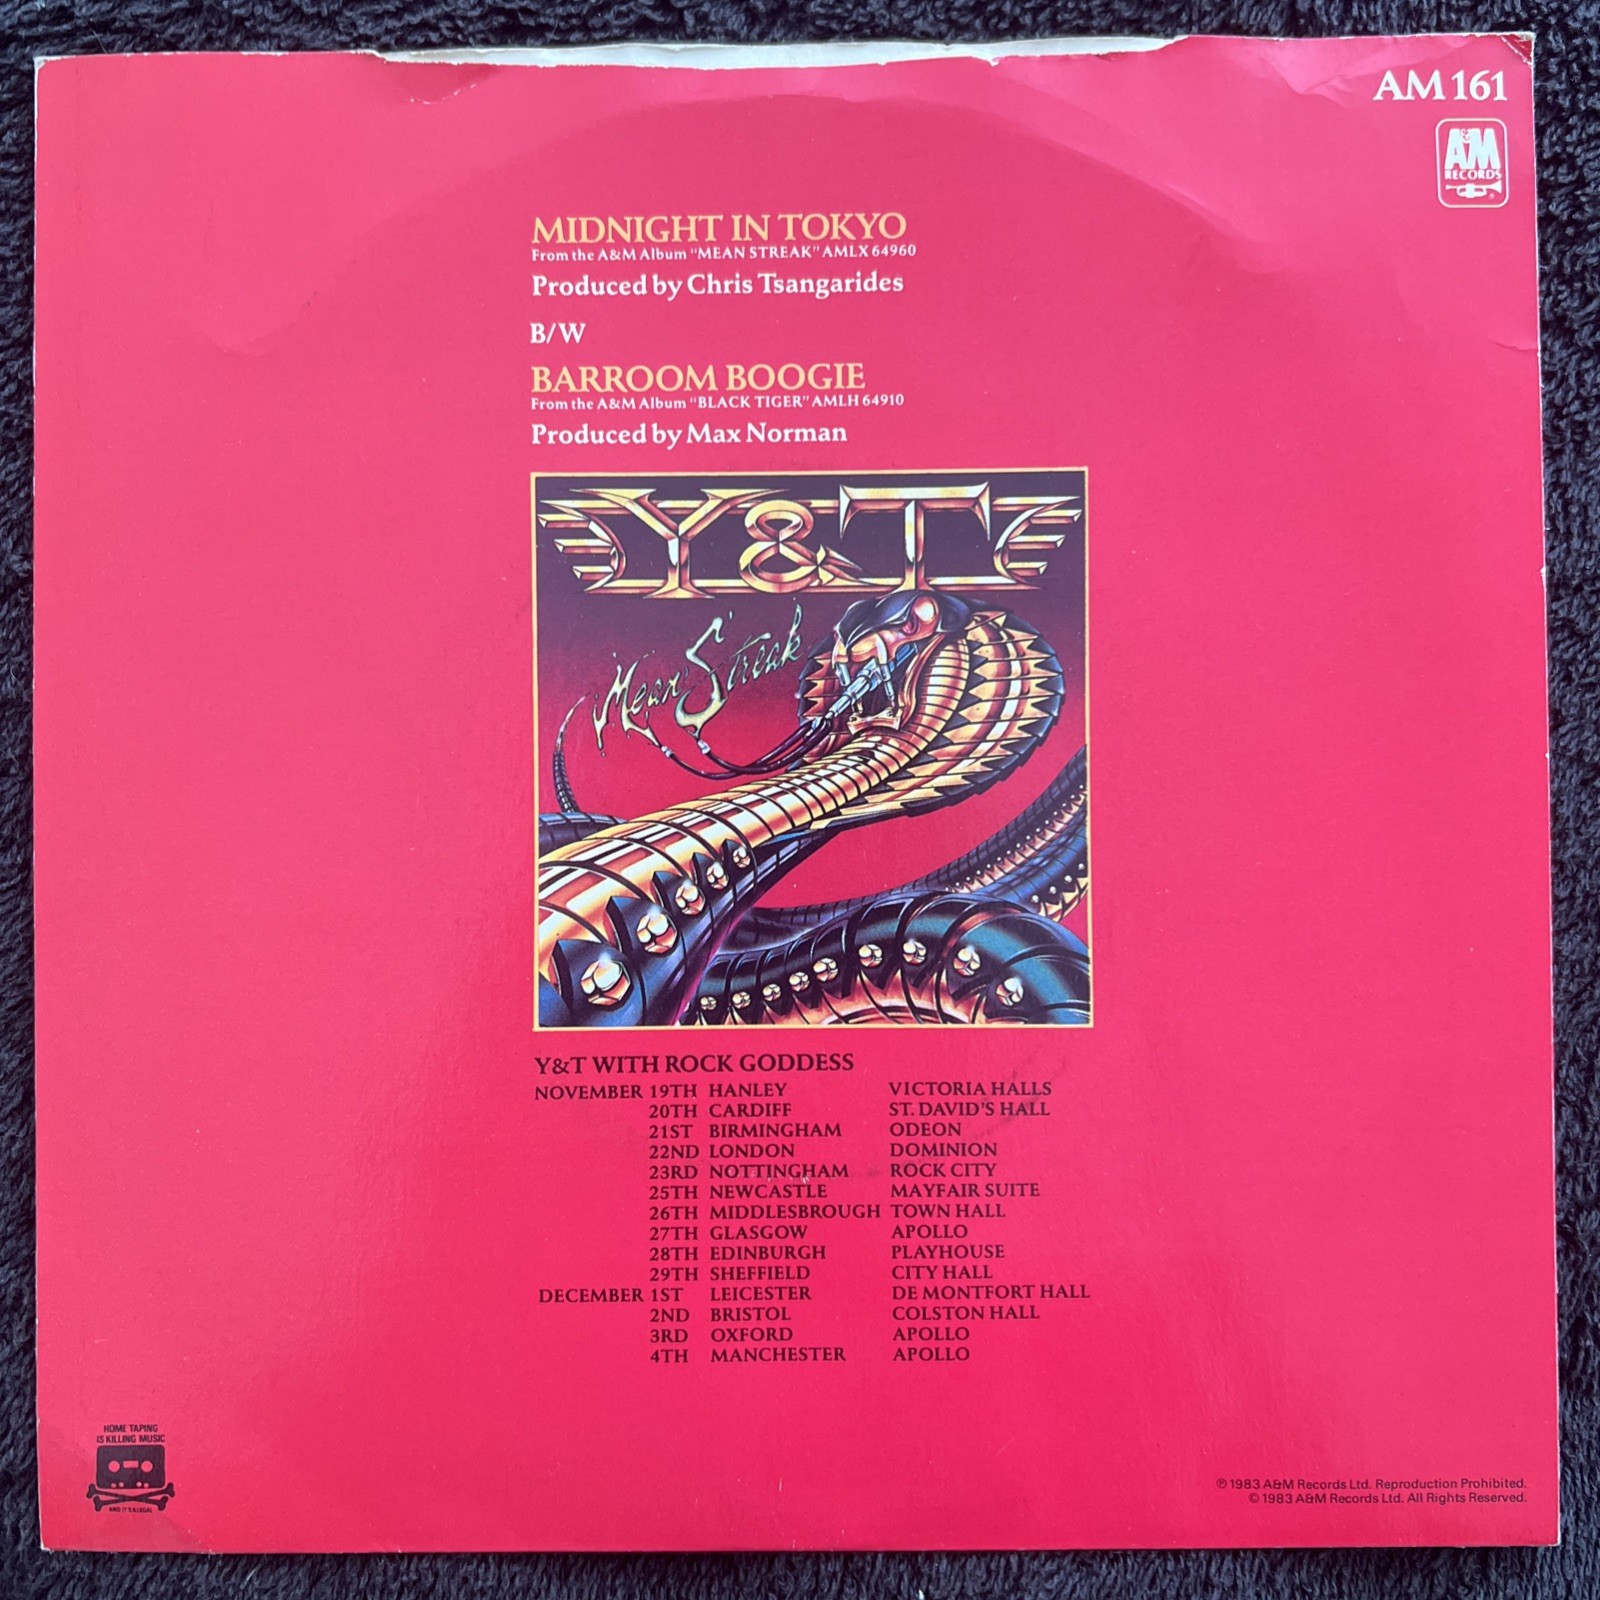 AM 161
A&M
RECORDS
MIDNIGHT IN TOKYO
From the A&M Album "MEAN STREAK" AMLX 64960
Produced by Chris Tsangarides
B/W
BARROOM BOOGIE
From the A&M Album "BLACK TIGER" AMLH 64910
Produced by Max Norman
Y&T
Mean Streak
Y&T WITH ROCK GODDESS
NOVEMBER 19TH HANLEY VICTORIA HALLS
20TH CARDIFF ST. DAVID'S HALL
21ST BIRMINGHAM ODEON
22ND LONDON DOMINION
23RD NOTTINGHAM ROCK CITY
25TH NEWCASTLE MAYFAIR SUITE
26TH MIDDLESBROUGH TOWN HALL
27TH GLASGOW APOLLO
28TH EDINBURGH PLAYHOUSE
29TH SHEFFIELD CITY HALL
DECEMBER 1ST LEICESTER DE MONTFORT HALL
2ND BRISTOL COLSTON HALL
3RD OXFORD APOLLO
4TH MANCHESTER APOLLO
HOME TAPING
IS KILLING MUSIC
AND IT'S ILLEGAL
℗ 1983 A&M Records Ltd. Reproduction Prohibited.
© 1983 A&M Records Ltd. All Rights Reserved.